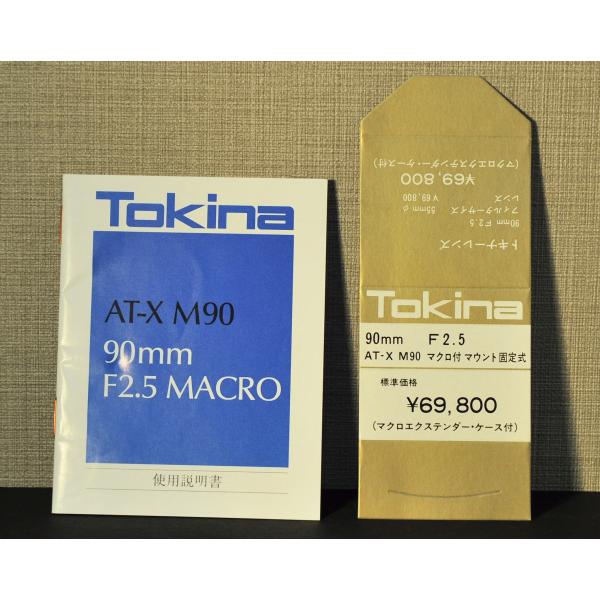 Tokina
AT-X M90
90mm
F2.5 MACRO
使用説明書
トキナーレンズ
90mm F2.5
フィルターサイズ 55mmφ
レンズ ¥69,800
¥69,800
(マクロエクステンダー・ケース付)
Tokina
90mm F2.5
AT-X M90 マクロ付 マウント固定式
標準価格
¥69,800
(マクロエクステンダー・ケース付)